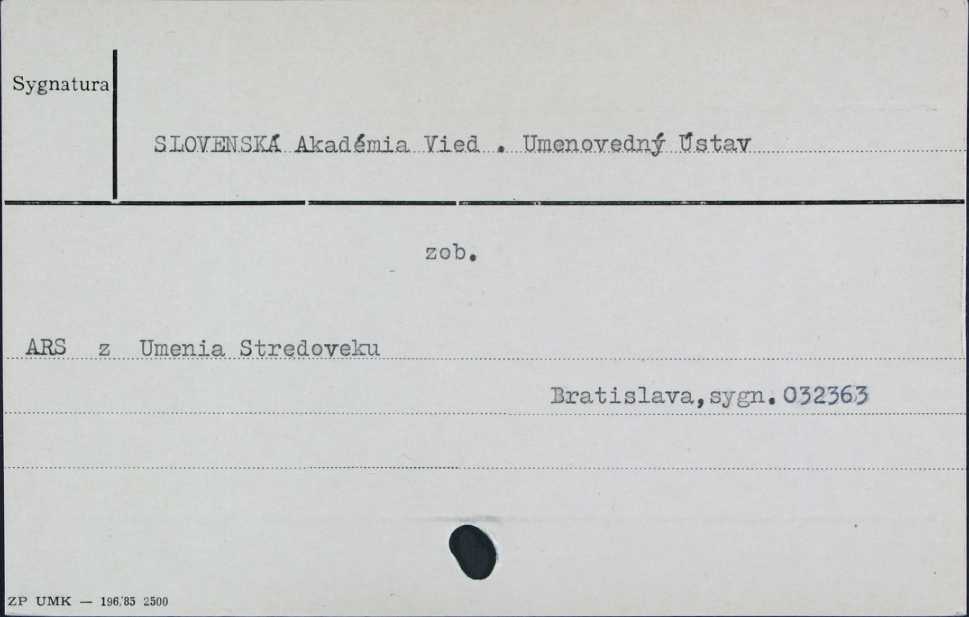 Sygnatura
SLOVENSKÁ Akadémia Vied . Umenovedný Ústav
zob.
ARS z Umenia Stredoveku
Bratislava,sygn.032363
ZP UMK — 196/85 2500